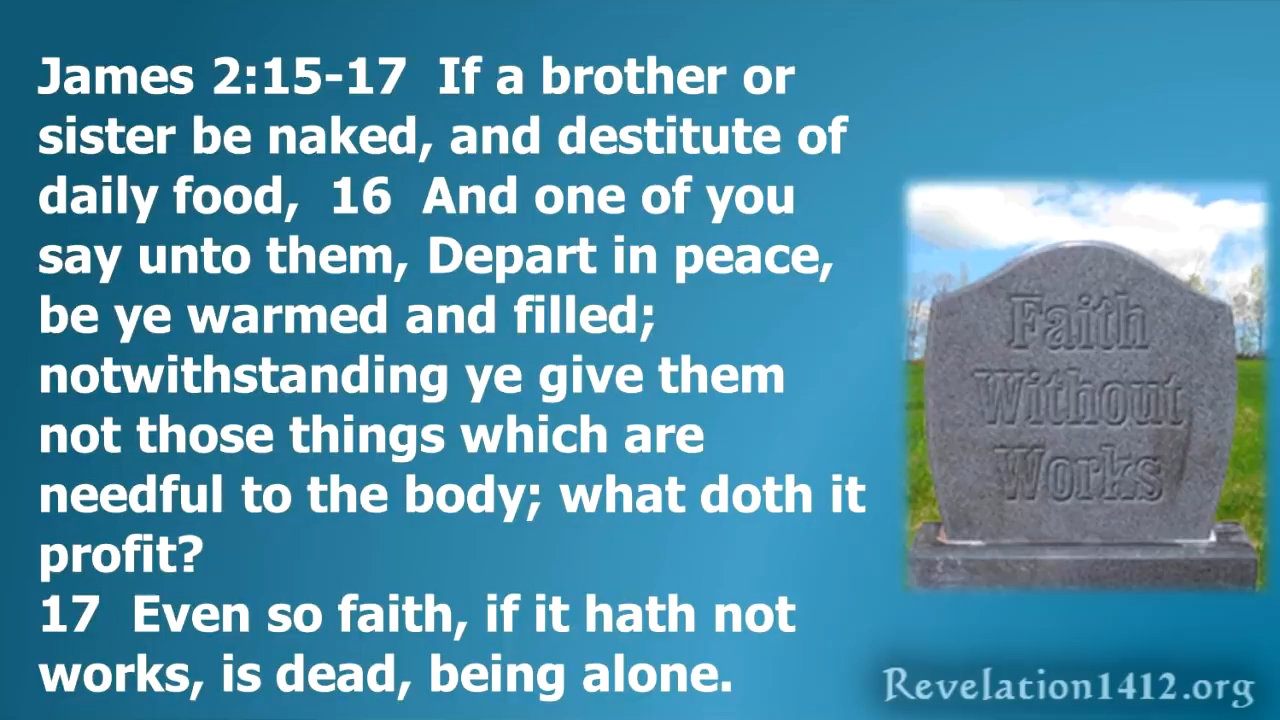 James 2:15-17  If a brother or
sister be naked, and destitute of
daily food,  16  And one of you
say unto them, Depart in peace,
be ye warmed and filled;
notwithstanding ye give them
not those things which are
needful to the body; what doth it
profit?
17  Even so faith, if it hath not
works, is dead, being alone.
Faith
Without
Works
Revelation1412.org